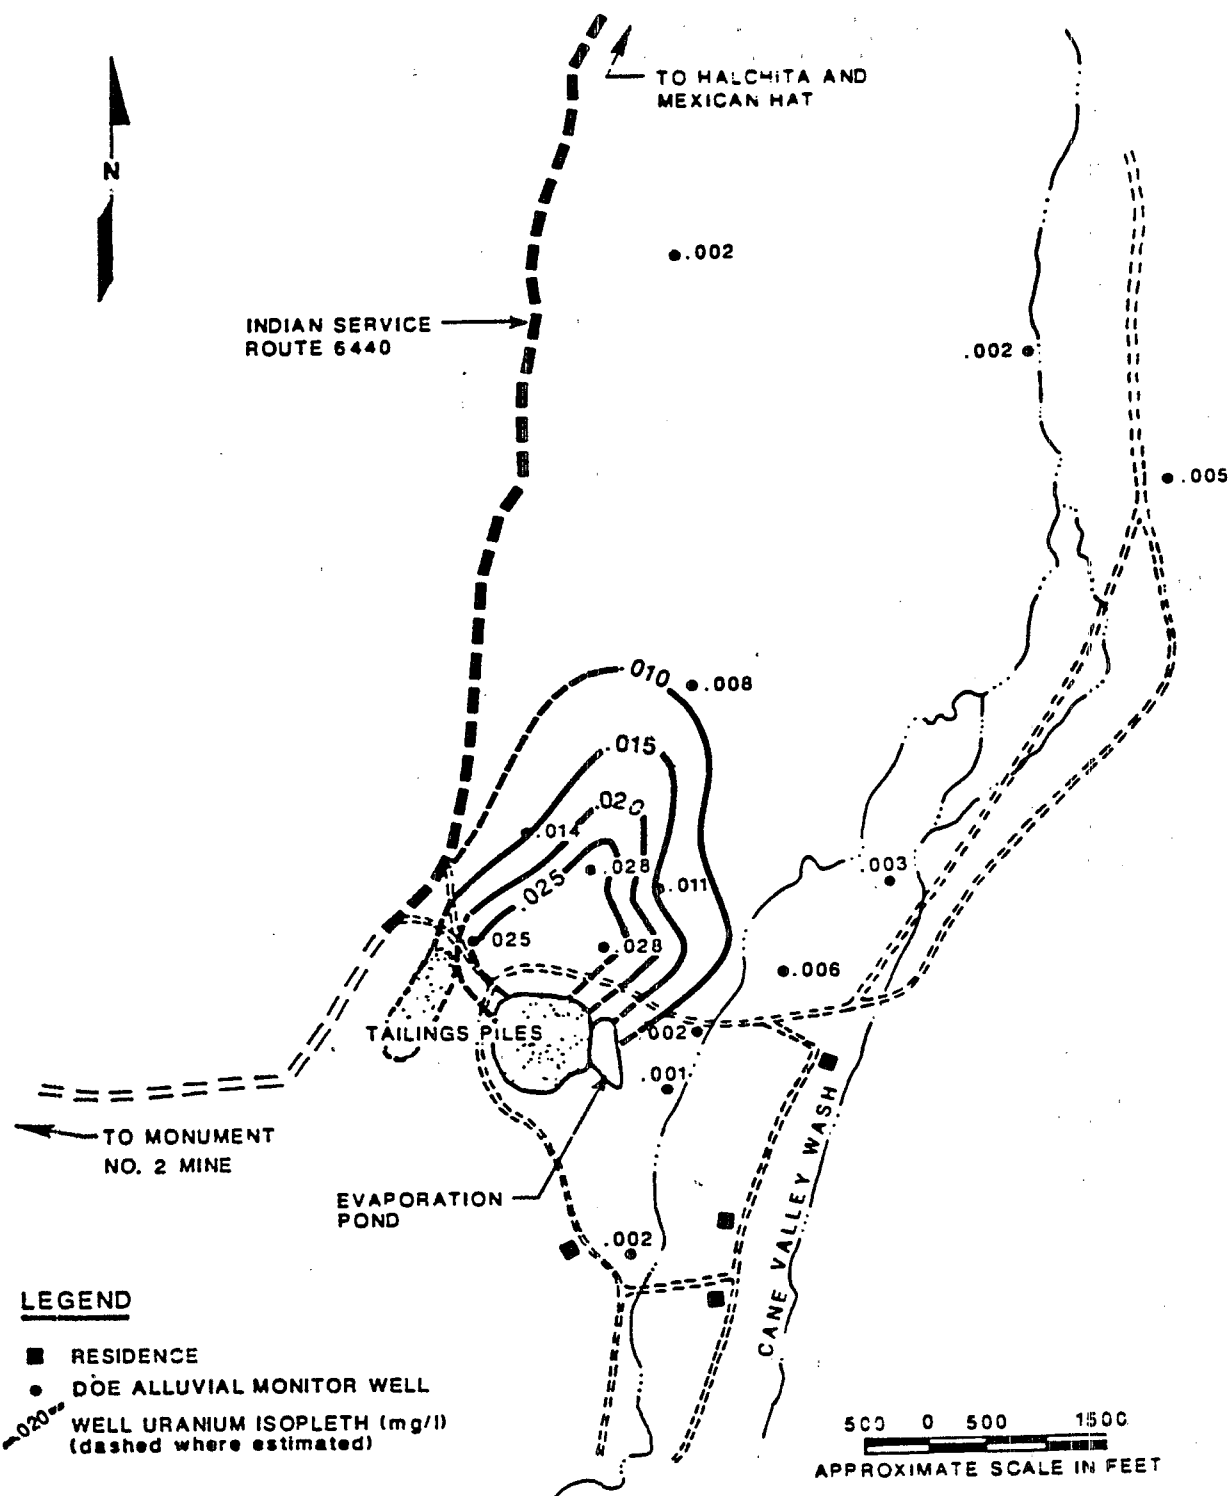 TO HALCHITA AND
MEXICAN HAT
N
.002
INDIAN SERVICE
ROUTE 6440
.002
.005
.010
.008
.015
.020
.014
.028
.025
.011
.003
.025
.028
.006
TAILINGS PILES
.002
.001
TO MONUMENT
NO. 2 MINE
EVAPORATION
POND
.002
CANE VALLEY WASH
LEGEND
RESIDENCE
DOE ALLUVIAL MONITOR WELL
.020
WELL URANIUM ISOPLETH (mg/l)
(dashed where estimated)
500 0 500 1500
APPROXIMATE SCALE IN FEET